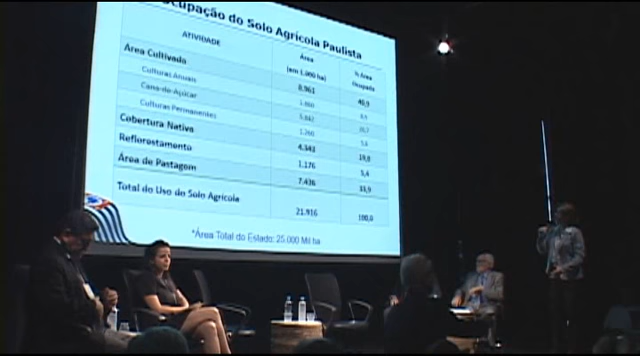 Ocupação do Solo Agrícola Paulista
ATIVIDADE Área (em 1.000 ha) % Área Ocupada
Área Cultivada 8.961 40,9
Culturas Anuais
Cana-de-Açúcar
Culturas Permanentes
Cobertura Nativa 4.343 19,8
Reflorestamento 1.176 5,4
Área de Pastagem 7.436 33,9
Total do Uso do Solo Agrícola 21.916 100,0
*Área Total do Estado: 25.000 Mil ha